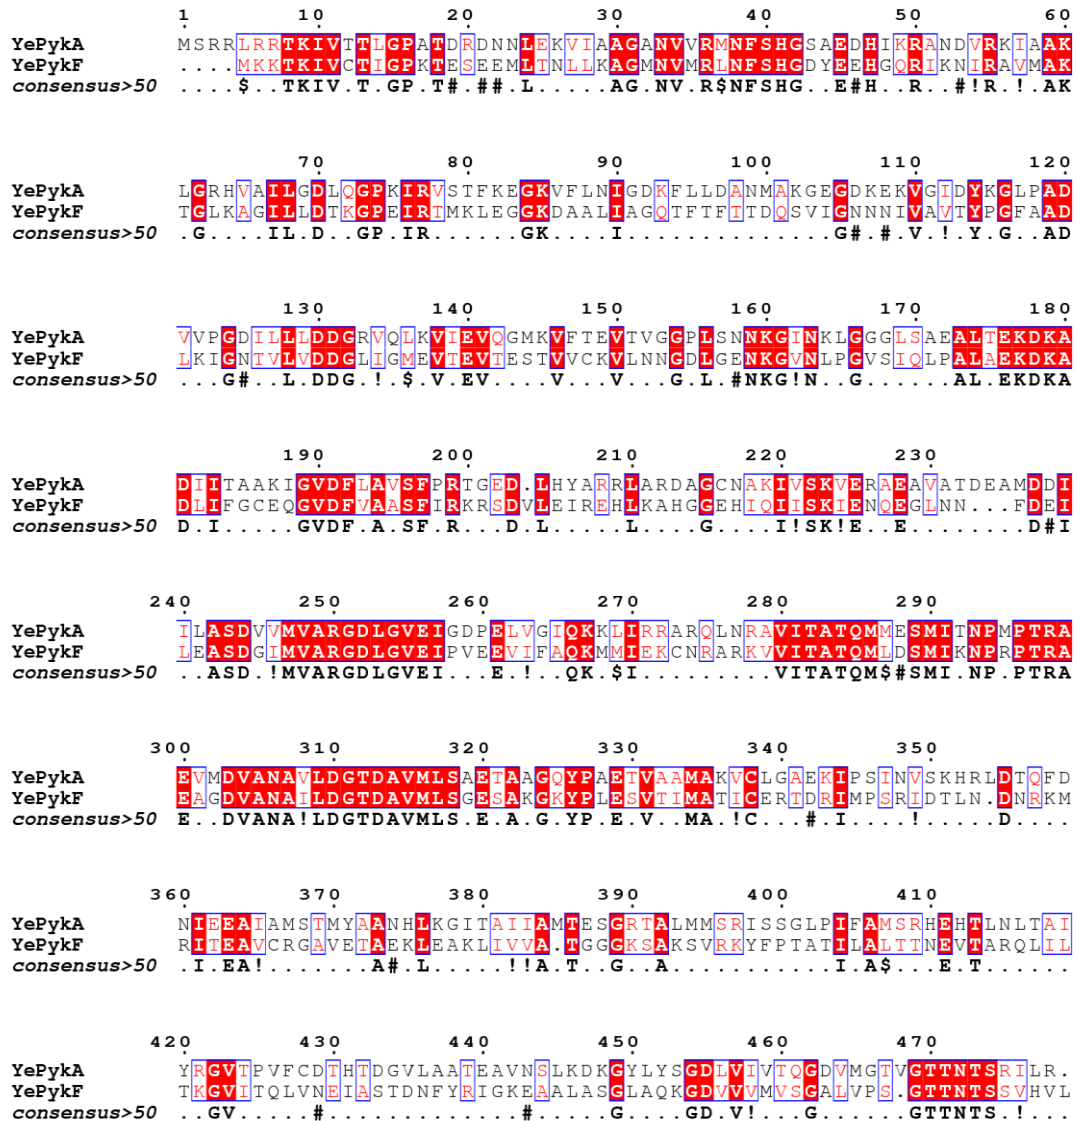 1 10 20 30 40 50 60
YePykA MSRRLRRTKIVTTLGPATDRDNNLEKVIAAGANVVRMNFSHGSAEDHIKRANDVRKIAAK
YePykF ....MKKTKIVCTIGPKTESEEMLTNLLKAGMNVMRLNFSHGDYEEHGQRIKNIRAVMAK
consensus>50 ....$..TKIV.T.GP.T#.##.L.....AG.NV.R$NFSHG..E#H..R..#!R.!.AK
70 80 90 100 110 120
YePykA LGRHVAILGDLQGPKIRVSTFKEGKVFLNIGDKFLLDANMAKGEGDKEKVGIDYKGLPAD
YePykF TGLKAGILLDTKGPEIRTMKLEGGKDAALIAGQTFTFTTDQSVIGNNNIVAVTYPGFAAD
consensus>50 .G....IL.D..GP.IR.......GK....I..............G#.#.V.!.Y.G..AD
130 140 150 160 170 180
YePykA VVPGDILLLDDGRVQLKVIEVQGMKVFTEVTVGGPLSNNKGINKLGGGLSAEALTEKDKA
YePykF LKIGNTVLVDDGLIGMEVTEVTESTVVCKVLNNGDLGENKGVNLPGVSIQLPALAEKDKA
consensus>50 ...G#..L.DDG.!.$.V.EV....V...V...G.L.#NKG!N..G......AL.EKDKA
190 200 210 220 230
YePykA DIITAAKIGVDFLAVSFPRTGED.LHYARRLARDAGCNAKIVSKVERAEAVATDEAMDDI
YePykF DLIFGCEQGVDFVAASFIRKRSDVLEIREHLKAHGGEHIQIISKIENQEGLNN...FDEI
consensus>50 D.I.....GVDF.A.SF.R...D.L.....L....G....I!SK!E..E........D#I
240 250 260 270 280 290
YePykA ILASDVVMVARGDLGVEIGDPELVGIQKKLIRRARQLNRAVITATQMMESMITNPMPTRA
YePykF LEASDGIMVARGDLGVEIPVEEVIFAQKMMIEKCNRARKVVITATQMLDSMIKNPRPTRA
consensus>50 ..ASD.!MVARGDLGVEI...E.!..QK.$I.........VITATQM$#SMI.NP.PTRA
300 310 320 330 340 350
YePykA EVMDVANAVLDGTDAVMLSAETAAGQYPAETVAAMAKVCLGAEKIPSINVSKHRLDTQFD
YePykF EAGDVANAILDGTDAVMLSGESAKGKYPLESVTIMATICERTDRIMPSRIDTLN.DNRKM
consensus>50 E..DVANA!LDGTDAVMLS.E.A.G.YP.E.V..MA.!C...#.I....!.....D....
360 370 380 390 400 410
YePykA NIEEAIAMSTMYAANHLKGITAIIAMTESGRTALMMSRISSGLPIFAMSRHEHTLNLTAI
YePykF RITEAVCRGAVETAEKLEAKLIVVA.TGGGKSAKSVRKYFPTATILALTTNEVTARQLIL
consensus>50 .I.EA!.......A#.L.....!!A.T..G..A...........I.A$...E.T......
420 430 440 450 460 470
YePykA YRGVTPVFCDTHTDGVLAATEAVNSLKDKGYLYSGDLVIVTQGDVMGTVGTTNTSRILR.
YePykF TKGVITQLVNEIASTDNFYRIGKEAALASGLAQKGDVVVMVSGALVPS.GTTNTSSVHVL
consensus>50 ..GV.....#.............#.....G....GD.V!...G......GTTNTS.!...